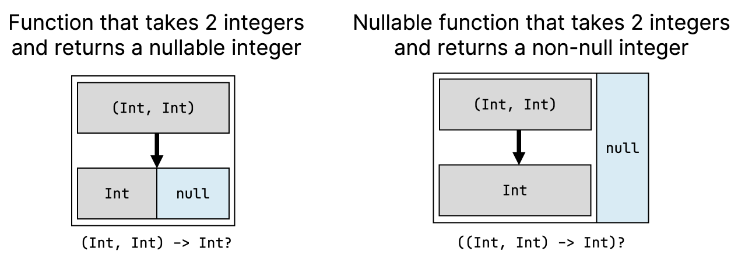 Function that takes 2 integers
and returns a nullable integer
(Int, Int)
Int
null
(Int, Int) -> Int?
Nullable function that takes 2 integers
and returns a non-null integer
(Int, Int)
Int
null
((Int, Int) -> Int)?